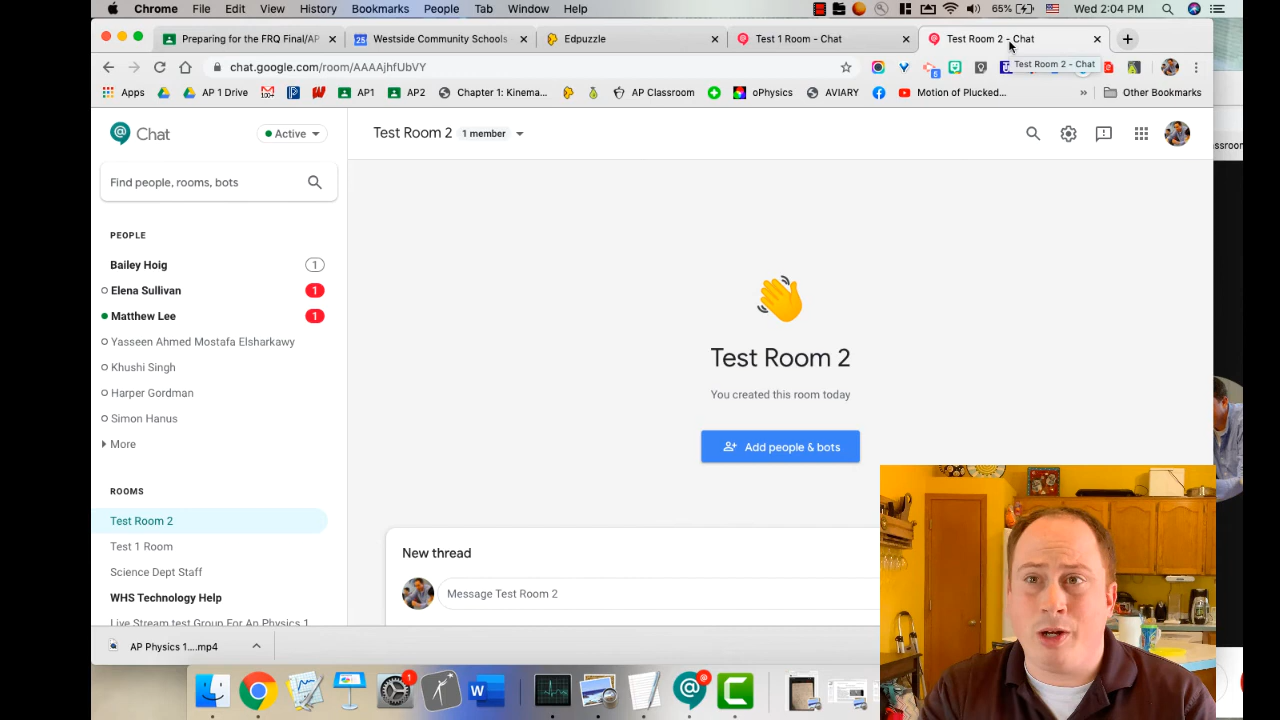 Chrome File Edit View History Bookmarks People Tab Window Help 65% Wed 2:04 PM
Preparing for the FRQ Final/AP Westside Community School Edpuzzle Test 1 Room - Chat Test Room 2 - Chat
chat.google.com/room/AAAAjhfUbVY
Test Room 2 - Chat
Apps AP 1 Drive AP1 AP2 Chapter 1: Kinema... AP Classroom oPhysics AVIARY Motion of Plucked... » Other Bookmarks
Chat Active Test Room 2 1 member
Find people, rooms, bots
PEOPLE
Bailey Hoig 1
Elena Sullivan 1
Matthew Lee 1
Yasseen Ahmed Mostafa Elsharkawy
Khushi Singh
Harper Gordman
Simon Hanus
More
ROOMS
Test Room 2
Test 1 Room
Science Dept Staff
WHS Technology Help
Live Stream test Group For Ap Physics 1
Test Room 2
You created this room today
Add people & bots
New thread
Message Test Room 2
AP Physics 1....mp4